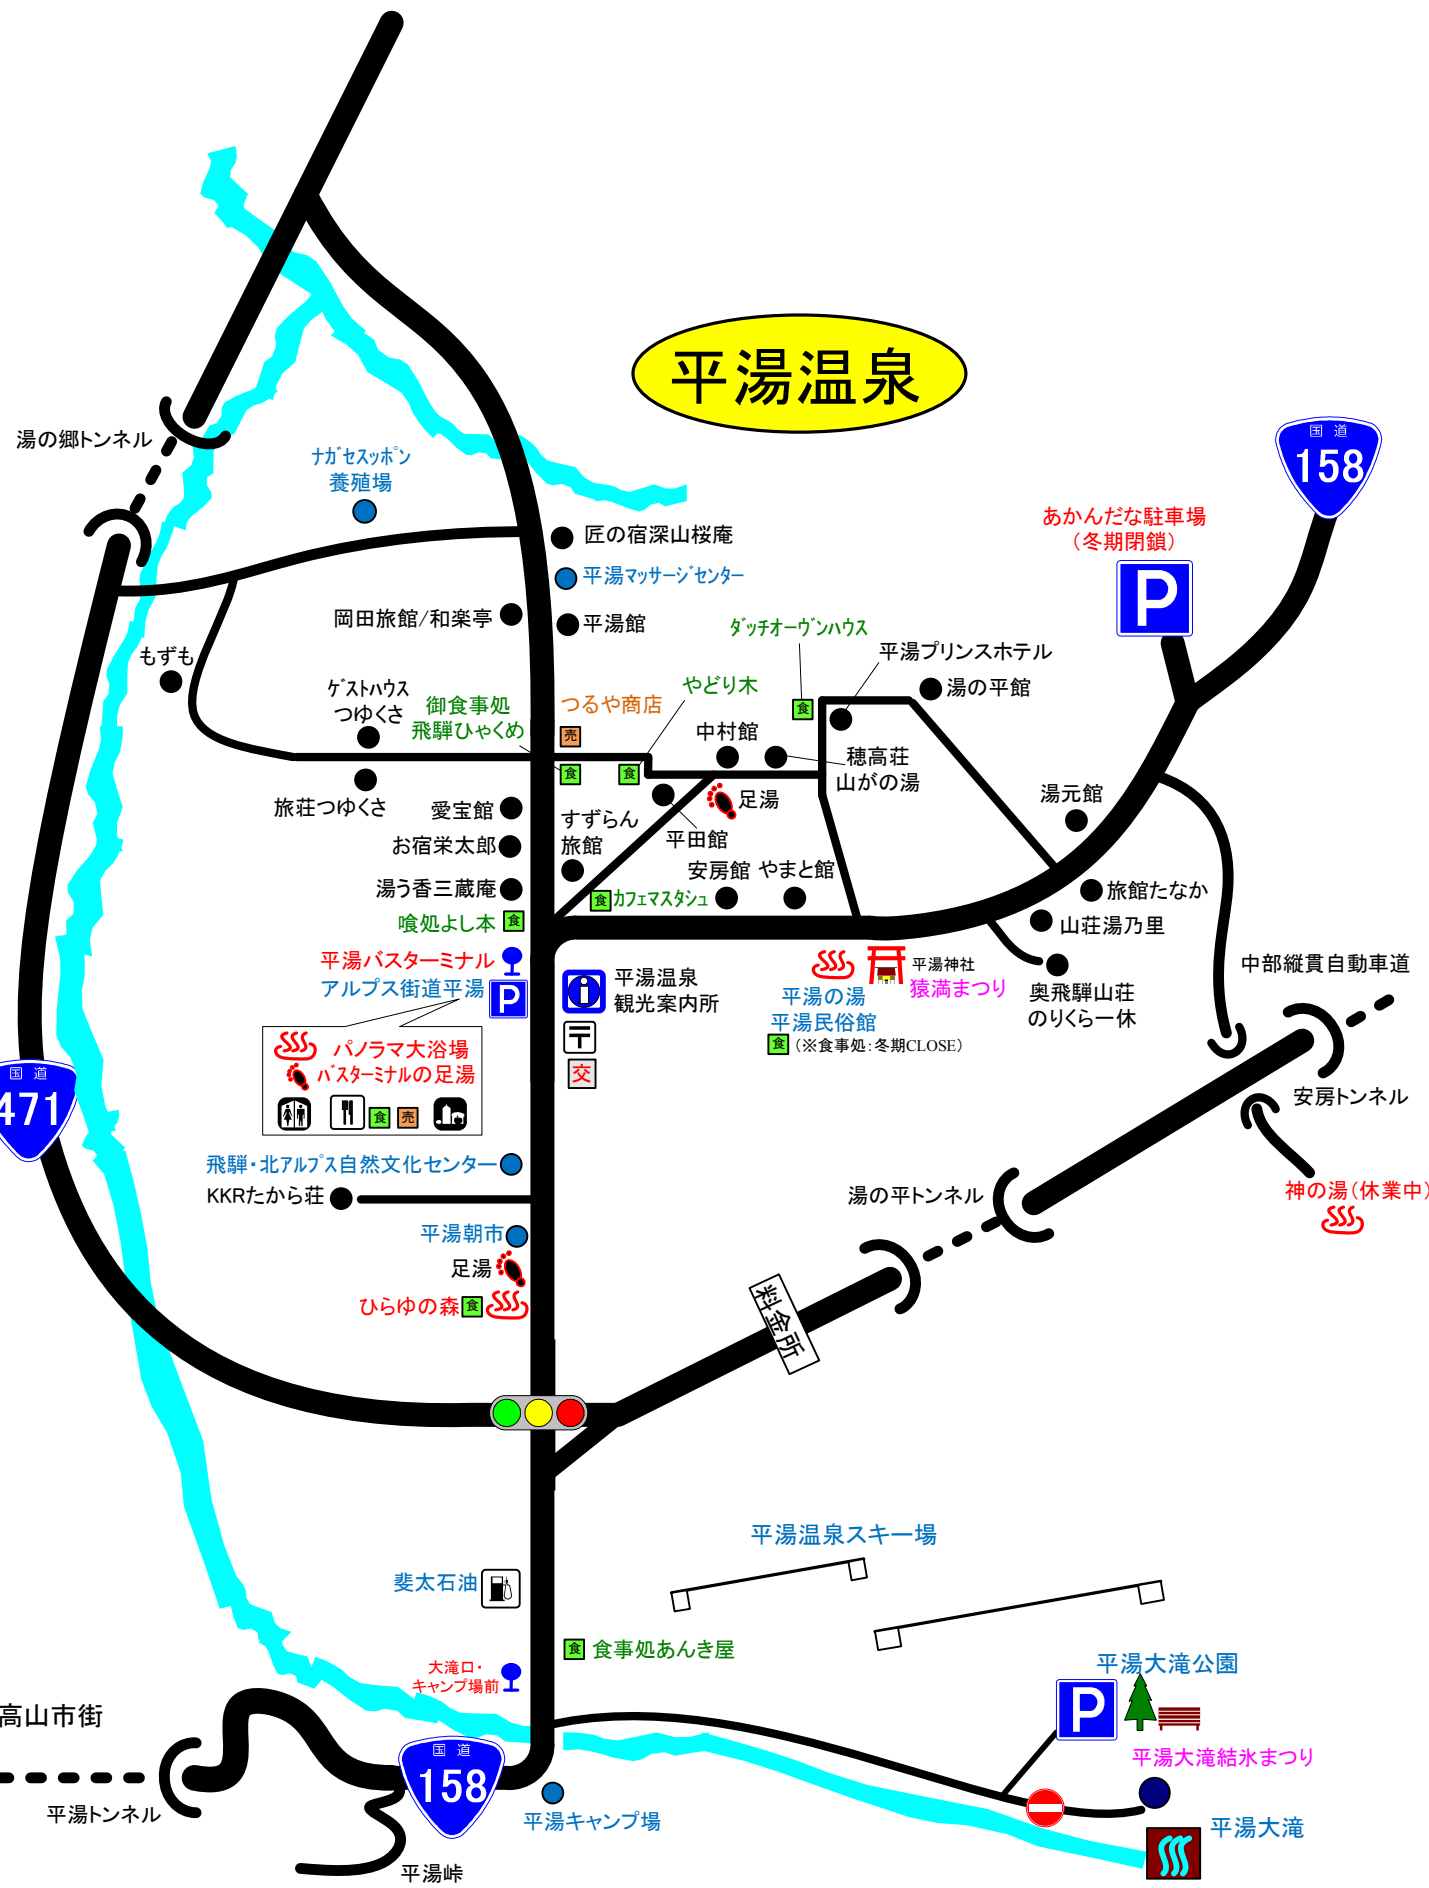 平湯温泉
国道
158
湯の郷トンネル
ﾅｶﾞｾｽｯﾎﾟﾝ
養殖場
あかんだな駐車場
（冬期閉鎖）
P
匠の宿深山桜庵
平湯ﾏｯｻｰｼﾞｾﾝﾀｰ
岡田旅館/和楽亭
平湯館
ﾀﾞｯﾁｵｰｳﾞﾝﾊｳｽ
平湯プリンスホテル
もずも
ｹﾞｽﾄﾊｳｽ
つゆくさ
御食事処
飛騨ひゃくめ
つるや商店
売
食
やどり木
食
食
湯の平館
中村館
穂高荘
山がの湯
旅荘つゆくさ
愛宝館
すずらん
旅館
平田館
足湯
湯元館
お宿栄太郎
湯う香三蔵庵
安房館
やまと館
食
ｶﾌｪﾏｽﾀｼｭ
旅館たなか
喰処よし本
食
山荘湯乃里
平湯バスターミナル
アルプス街道平湯
P
平湯温泉
観光案内所
平湯神社
猿満まつり
平湯の湯
平湯民俗館
食
（※食事処：冬期CLOSE）
奥飛騨山荘
のりくら一休
中部縦貫自動車道
〒
交
パノラマ大浴場
ﾊﾞｽﾀｰﾐﾅﾙの足湯
食
売
国道
471
安房トンネル
飛騨・北ｱﾙﾌﾟｽ自然文化センター
KKRたから荘
湯の平トンネル
神の湯（休業中）
平湯朝市
足湯
ひらゆの森
食
料金所
平湯温泉スキー場
斐太石油
食
食事処あんき屋
大滝口・
キャンプ場前
平湯大滝公園
P
高山市街
平湯大滝結氷まつり
国道
158
平湯トンネル
平湯キャンプ場
平湯大滝
平湯峠